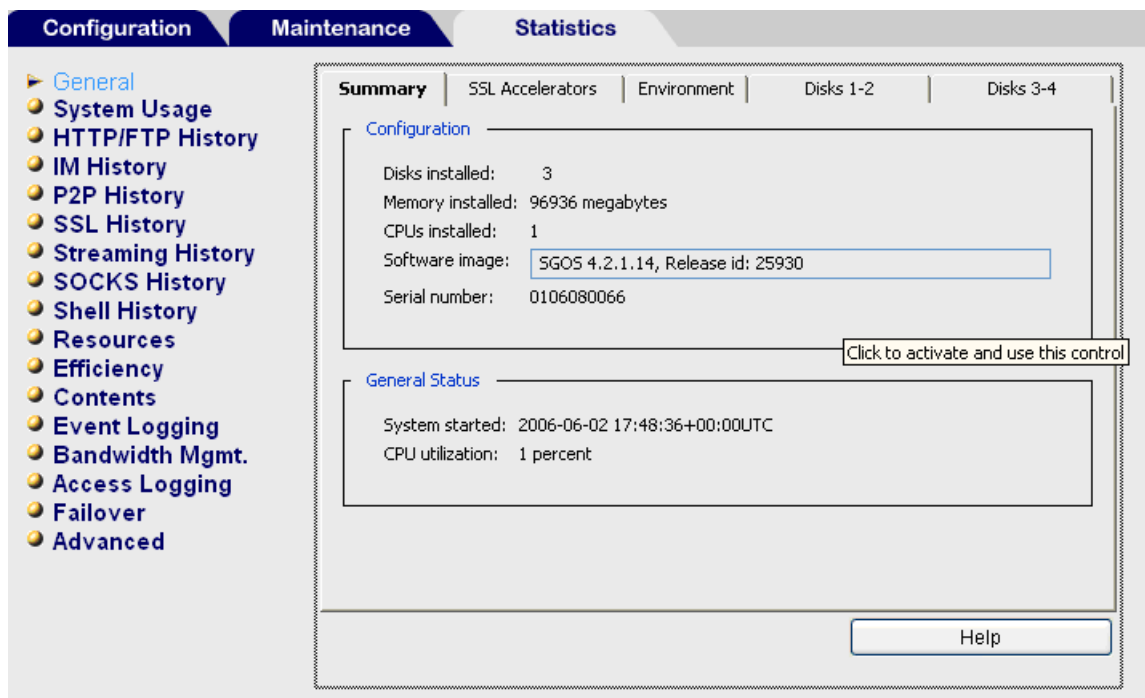 Configuration Maintenance Statistics
General
System Usage
HTTP/FTP History
IM History
P2P History
SSL History
Streaming History
SOCKS History
Shell History
Resources
Efficiency
Contents
Event Logging
Bandwidth Mgmt.
Access Logging
Failover
Advanced
Summary SSL Accelerators Environment Disks 1-2 Disks 3-4
Configuration
Disks installed: 3
Memory installed: 96936 megabytes
CPUs installed: 1
Software image: SGOS 4.2.1.14, Release id: 25930
Serial number: 0106080066
Click to activate and use this control
General Status
System started: 2006-06-02 17:48:36+00:00UTC
CPU utilization: 1 percent
Help